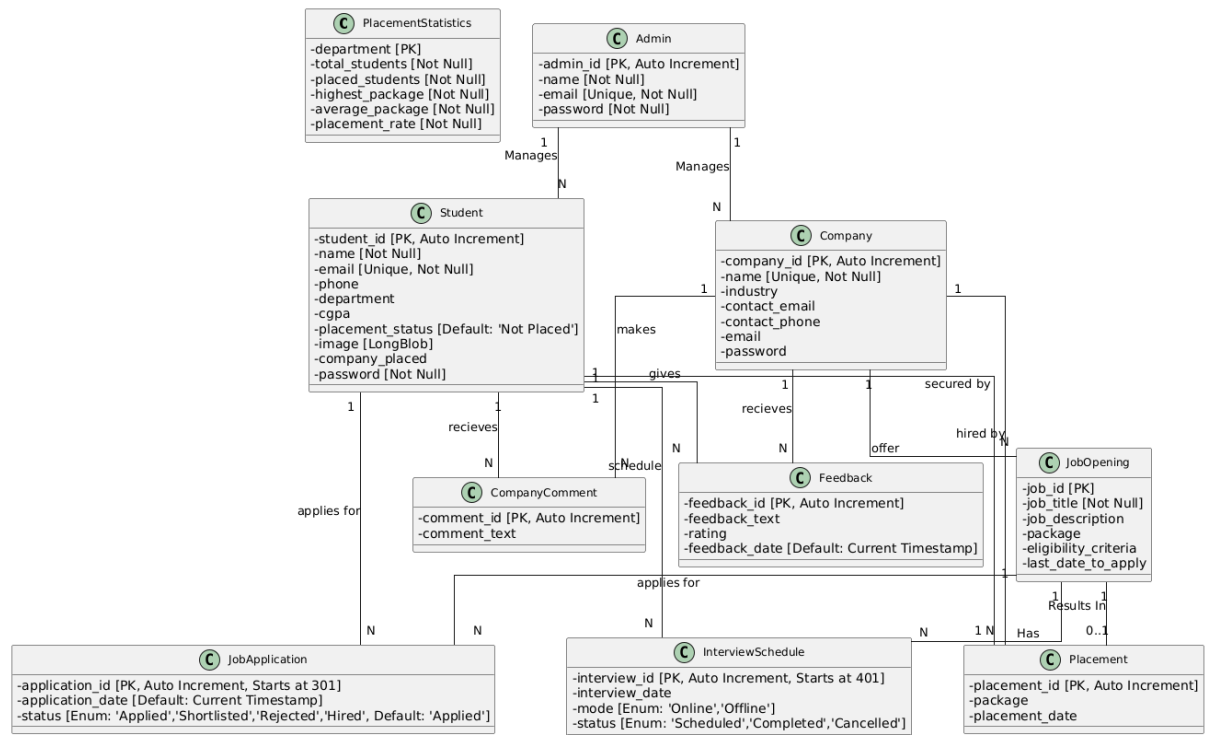 C PlacementStatistics
-department [PK]
-total_students [Not Null]
-placed_students [Not Null]
-highest_package [Not Null]
-average_package [Not Null]
-placement_rate [Not Null]
C Admin
-admin_id [PK, Auto Increment]
-name [Not Null]
-email [Unique, Not Null]
-password [Not Null]
1
Manages
N
1
Manages
N
C Student
-student_id [PK, Auto Increment]
-name [Not Null]
-email [Unique, Not Null]
-phone
-department
-cgpa
-placement_status [Default: 'Not Placed']
-image [LongBlob]
-company_placed
-password [Not Null]
C Company
-company_id [PK, Auto Increment]
-name [Unique, Not Null]
-industry
-contact_email
-contact_phone
-email
-password
1
1
makes
1
1
1
gives
secured by
1
1
1
1
recieves
recieves
hired by
N
offer
N
N
N
N
schedule
applies for
C CompanyComment
-comment_id [PK, Auto Increment]
-comment_text
C Feedback
-feedback_id [PK, Auto Increment]
-feedback_text
-rating
-feedback_date [Default: Current Timestamp]
C JobOpening
-job_id [PK]
-job_title [Not Null]
-job_description
-package
-eligibility_criteria
-last_date_to_apply
1
applies for
1
1
Results In
N
N
N
N
1
N
Has
0..1
C JobApplication
-application_id [PK, Auto Increment, Starts at 301]
-application_date [Default: Current Timestamp]
-status [Enum: 'Applied','Shortlisted','Rejected','Hired', Default: 'Applied']
C InterviewSchedule
-interview_id [PK, Auto Increment, Starts at 401]
-interview_date
-mode [Enum: 'Online','Offline']
-status [Enum: 'Scheduled','Completed','Cancelled']
C Placement
-placement_id [PK, Auto Increment]
-package
-placement_date